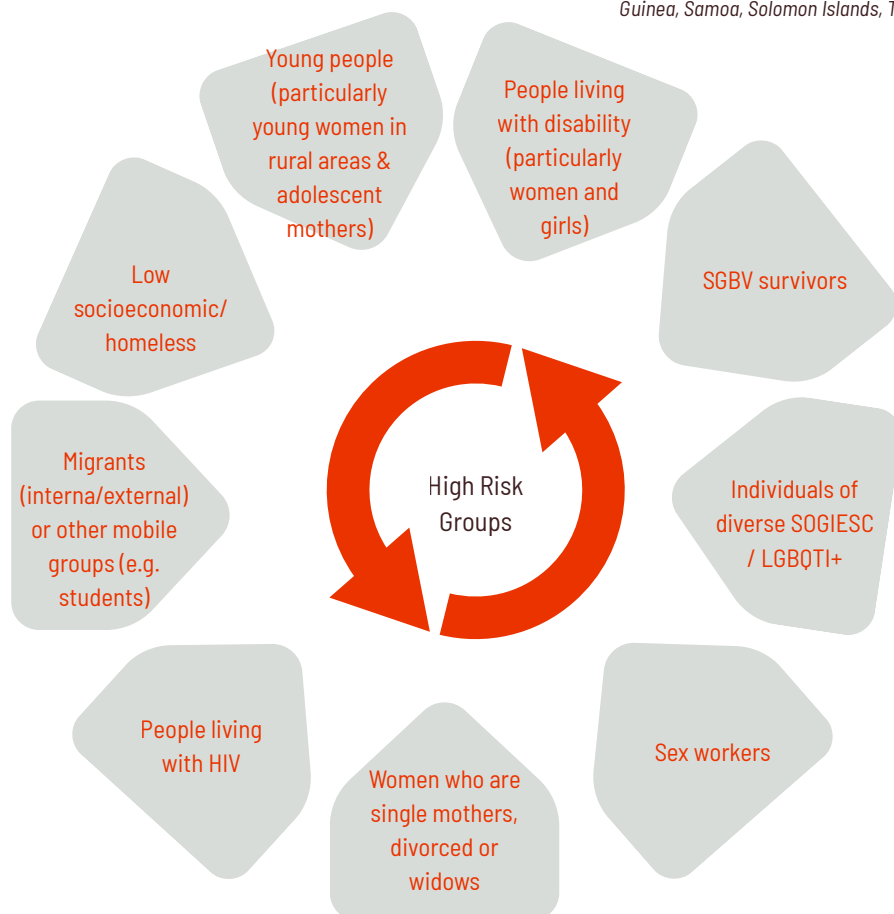 Guinea, Samoa, Solomon Islands, T
Young people
(particularly
young women in
rural areas &
adolescent
mothers)
People living
with disability
(particularly
women and
girls)
SGBV survivors
Individuals of
diverse SOGIESC
/ LGBQTI+
Sex workers
Women who are
single mothers,
divorced or
widows
People living
with HIV
Migrants
(interna/external)
or other mobile
groups (e.g.
students)
Low
socioeconomic/
homeless
High Risk
Groups